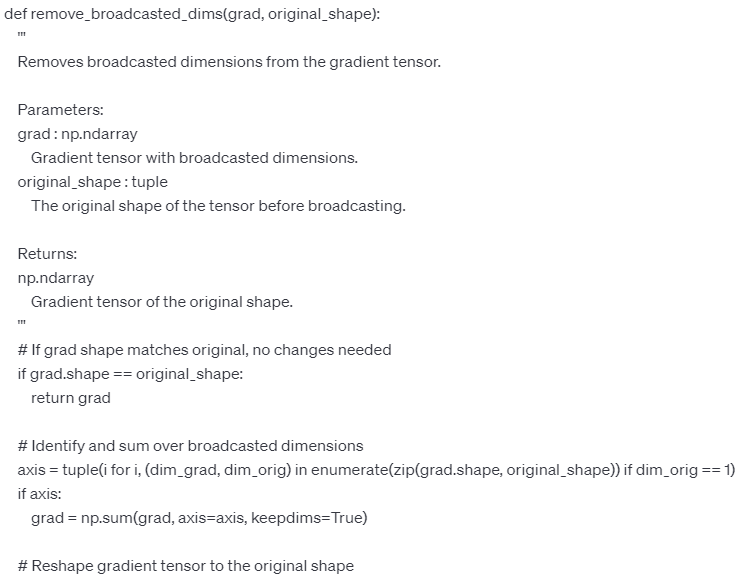 def remove_broadcasted_dims(grad, original_shape):
'''
Removes broadcasted dimensions from the gradient tensor.
Parameters:
grad : np.ndarray
Gradient tensor with broadcasted dimensions.
original_shape : tuple
The original shape of the tensor before broadcasting.
Returns:
np.ndarray
Gradient tensor of the original shape.
'''
# If grad shape matches original, no changes needed
if grad.shape == original_shape:
return grad
# Identify and sum over broadcasted dimensions
axis = tuple(i for i, (dim_grad, dim_orig) in enumerate(zip(grad.shape, original_shape)) if dim_orig == 1)
if axis:
grad = np.sum(grad, axis=axis, keepdims=True)
# Reshape gradient tensor to the original shape